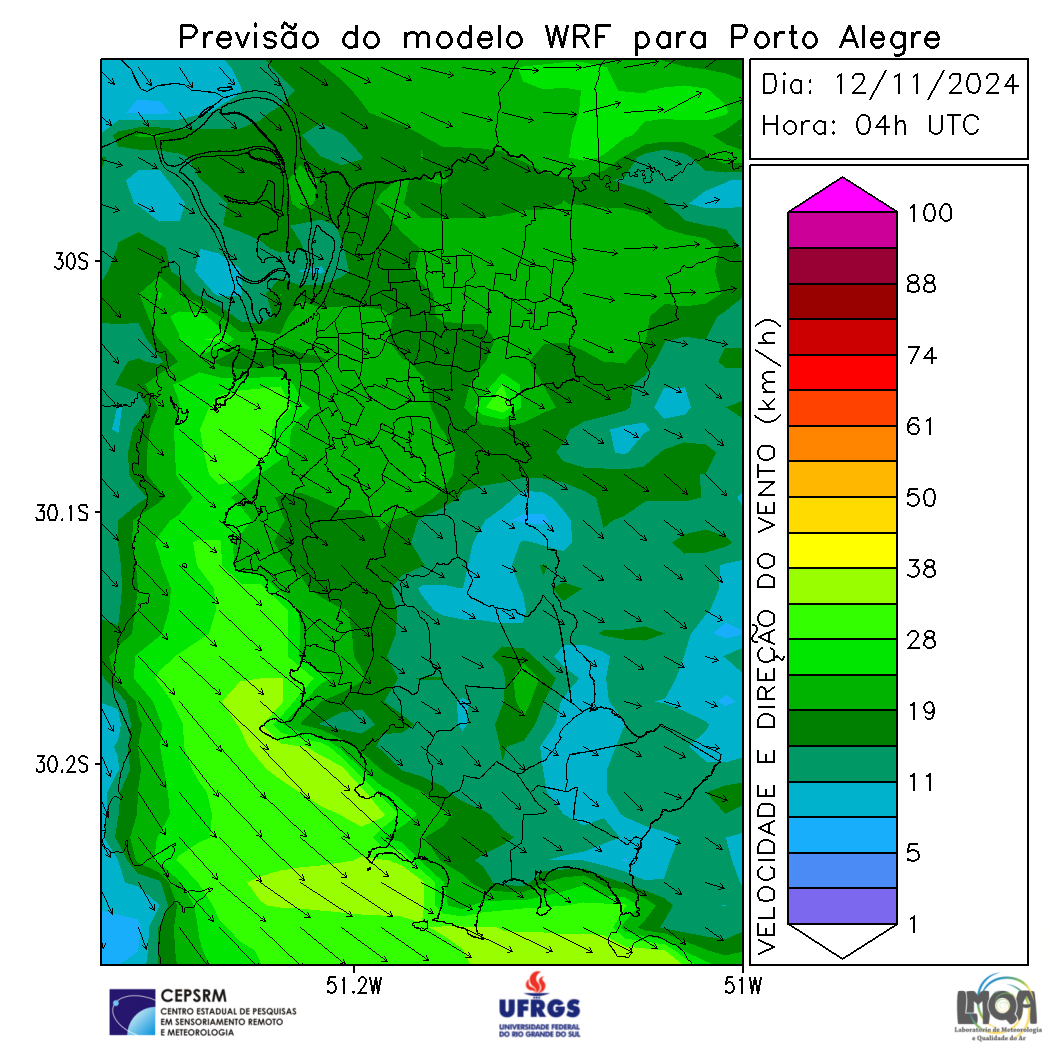 Previsão do modelo WRF para Porto Alegre
Dia: 12/11/2024
Hora: 04h UTC
30S
30.1S
30.2S
51.2W
51W
VELOCIDADE E DIREÇÃO DO VENTO (km/h)
100
88
74
61
50
38
28
19
11
5
1
CEPSRM
CENTRO ESTADUAL DE PESQUISAS
EM SENSORIAMENTO REMOTO
E METEOROLOGIA
UFRGS
UNIVERSIDADE FEDERAL
DO RIO GRANDE DO SUL
LMQA
Laboratório de Meteorologia
e Qualidade do Ar